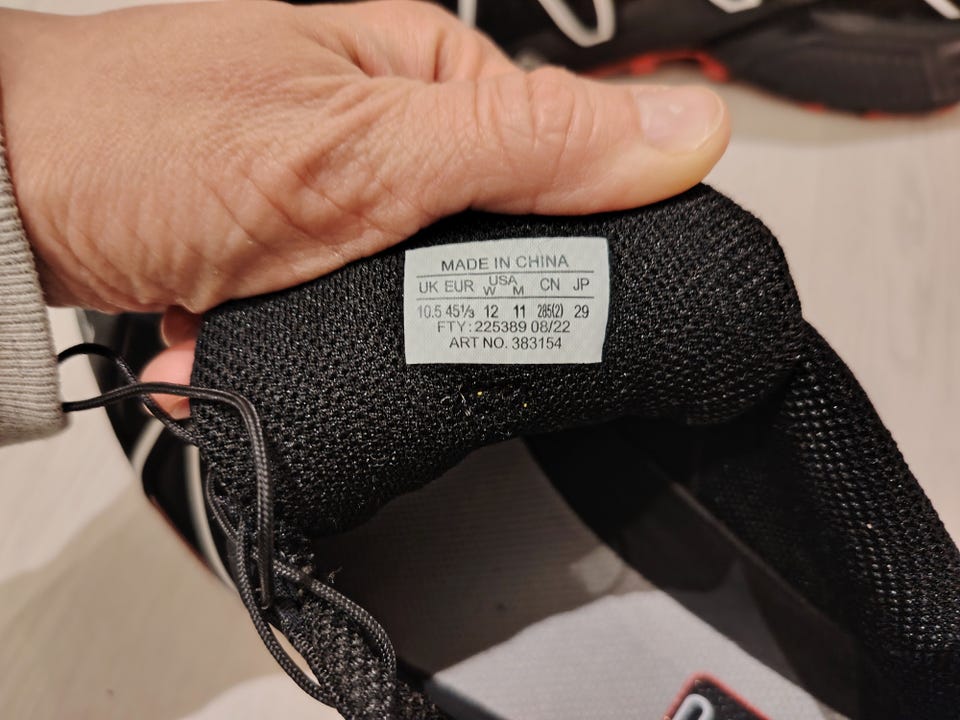 MADE IN CHINA
UK EUR USA W M CN JP
10.5 45⅓ 12 11 285(2) 29
FTY: 225389 08/22
ART NO. 383154